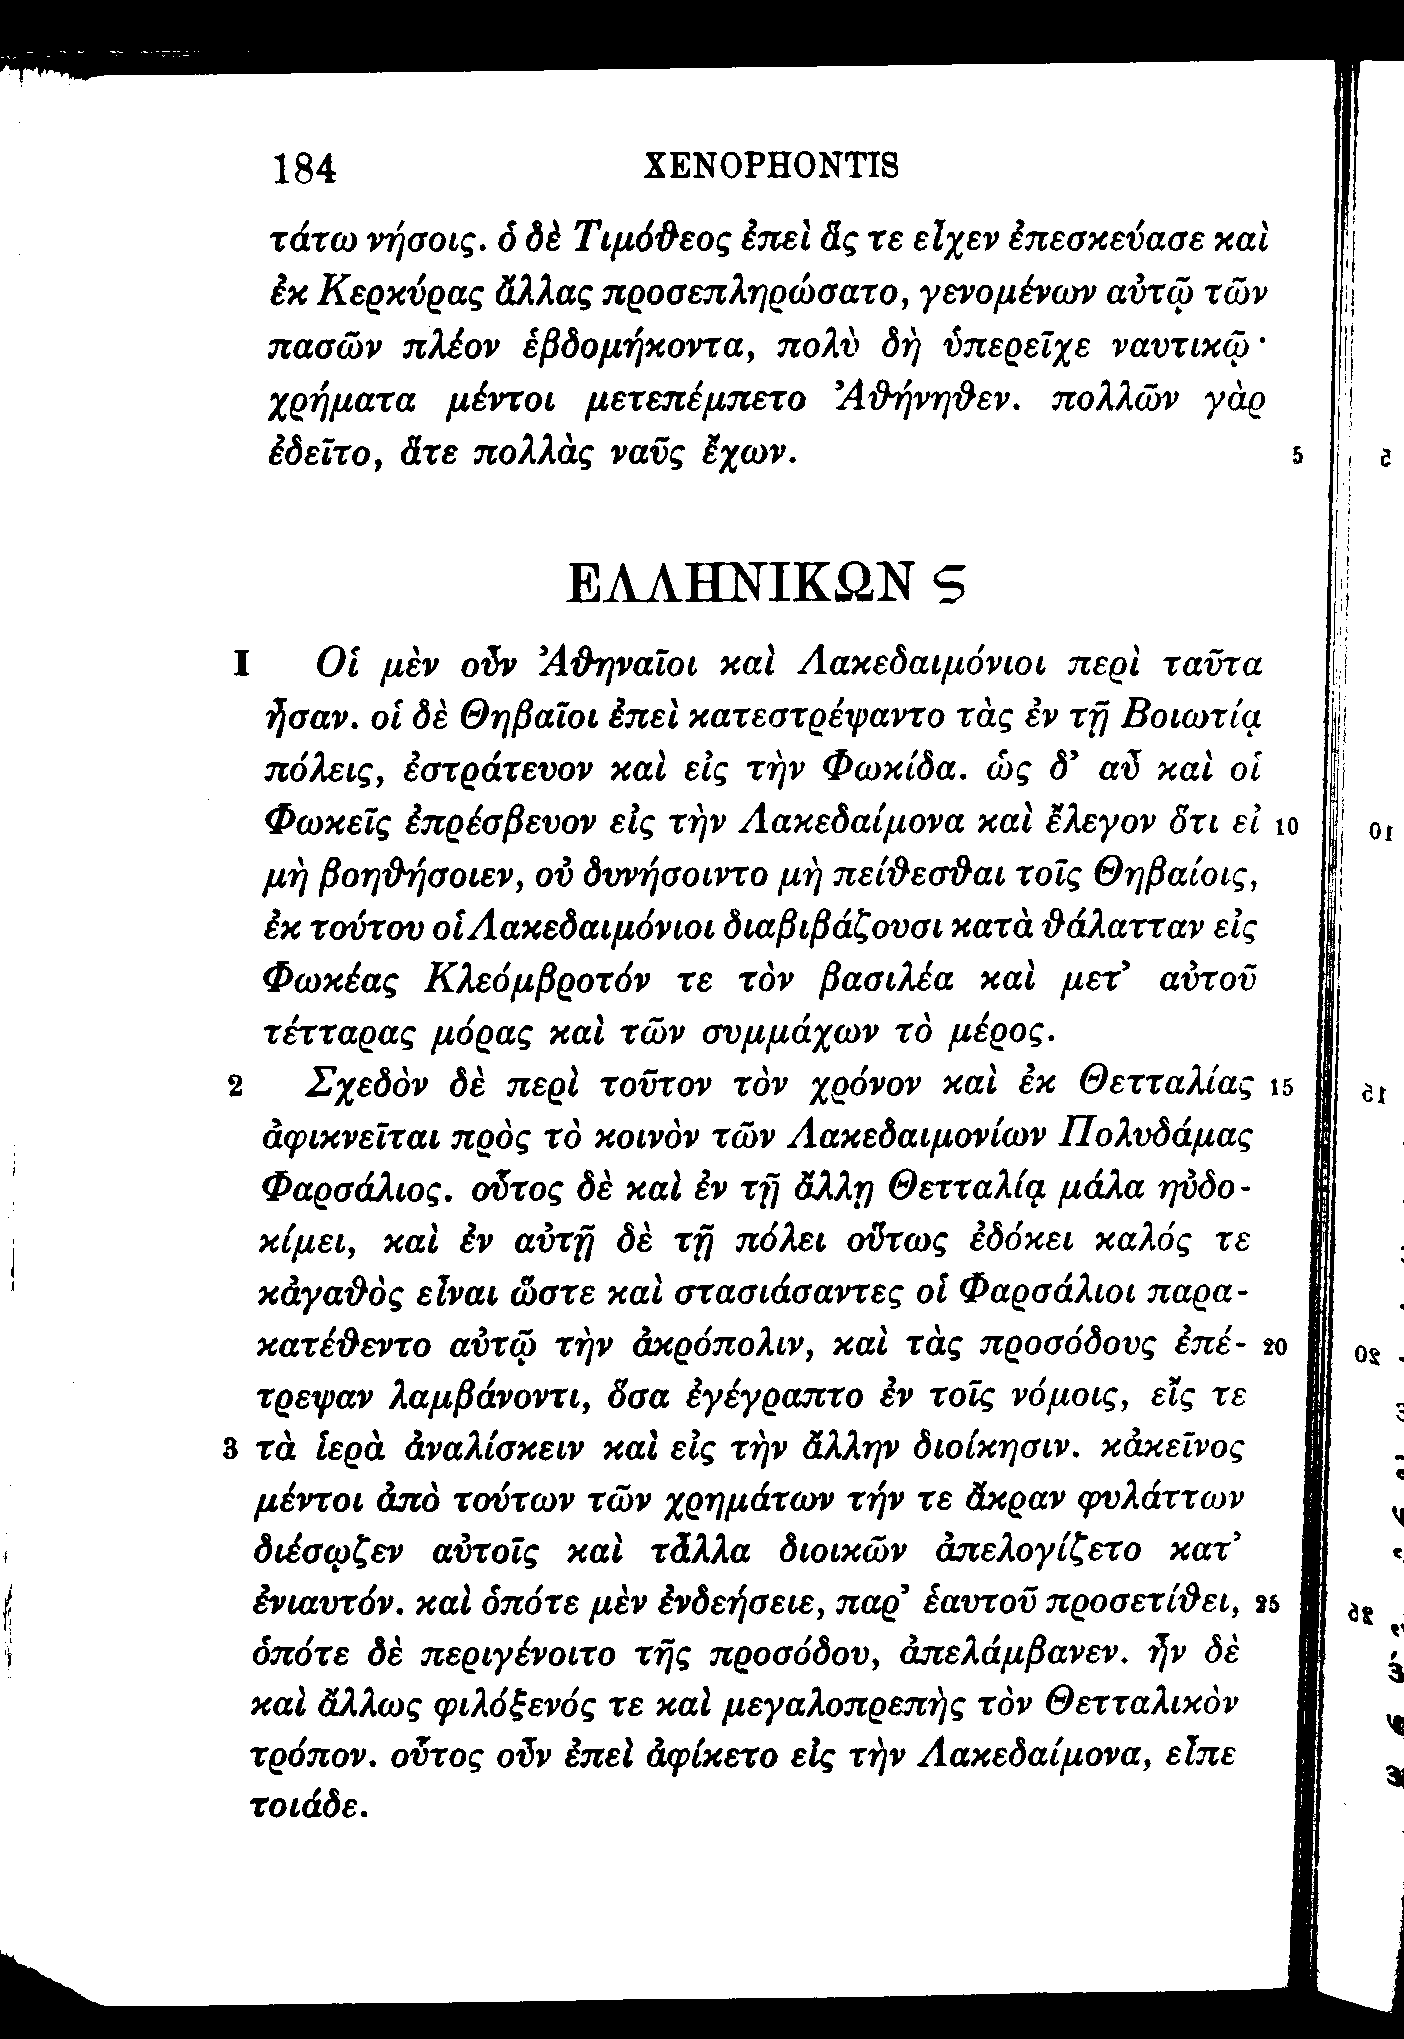 184 XENOPHONTIS
τάτω νήσοις. ὁ δὲ Τιμόθεος ἐπεὶ ἅς τε εἶχεν ἐπεσκεύασε καὶ
ἐκ Κερκύρας ἄλλας προσεπληρώσατο, γενομένων αὐτῷ τῶν
πασῶν πλέον ἑβδομήκοντα, πολὺ δὴ ὑπερεῖχε ναυτικῷ·
χρήματα μέντοι μετεπέμπετο Ἀθήνηθεν. πολλῶν γὰρ
ἐδεῖτο, ἅτε πολλὰς ναῦς ἔχων. 5
ΕΛΛΗΝΙΚΩΝ Ϛ
I Οἱ μὲν οὖν Ἀθηναῖοι καὶ Λακεδαιμόνιοι περὶ ταῦτα
ἦσαν. οἱ δὲ Θηβαῖοι ἐπεὶ κατεστρέψαντο τὰς ἐν τῇ Βοιωτίᾳ
πόλεις, ἐστράτευον καὶ εἰς τὴν Φωκίδα. ὡς δ’ αὖ καὶ οἱ
Φωκεῖς ἐπρέσβευον εἰς τὴν Λακεδαίμονα καὶ ἔλεγον ὅτι εἰ 10
μὴ βοηθήσοιεν, οὐ δυνήσοιντο μὴ πείθεσθαι τοῖς Θηβαίοις,
ἐκ τούτου οἱ Λακεδαιμόνιοι διαβιβάζουσι κατὰ θάλατταν εἰς
Φωκέας Κλεόμβροτόν τε τὸν βασιλέα καὶ μετ’ αὐτοῦ
τέτταρας μόρας καὶ τῶν συμμάχων τὸ μέρος.
2 Σχεδὸν δὲ περὶ τοῦτον τὸν χρόνον καὶ ἐκ Θετταλίας 15
ἀφικνεῖται πρὸς τὸ κοινὸν τῶν Λακεδαιμονίων Πολυδάμας
Φαρσάλιος. οὗτος δὲ καὶ ἐν τῇ ἄλλῃ Θετταλίᾳ μάλα ηὐδο-
κίμει, καὶ ἐν αὐτῇ δὲ τῇ πόλει οὕτως ἐδόκει καλός τε
κἀγαθὸς εἶναι ὥστε καὶ στασιάσαντες οἱ Φαρσάλιοι παρα-
κατέθεντο αὐτῷ τὴν ἀκρόπολιν, καὶ τὰς προσόδους ἐπέ- 20
τρεψαν λαμβάνοντι, ὅσα ἐγέγραπτο ἐν τοῖς νόμοις, εἴς τε
3 τὰ ἱερὰ ἀναλίσκειν καὶ εἰς τὴν ἄλλην διοίκησιν. κἀκεῖνος
μέντοι ἀπὸ τούτων τῶν χρημάτων τήν τε ἄκραν φυλάττων
διέσῳζεν αὐτοῖς καὶ τἆλλα διοικῶν ἀπελογίζετο κατ’
ἐνιαυτόν. καὶ ὁπότε μὲν ἐνδεήσειε, παρ’ ἑαυτοῦ προσετίθει, 25
ὁπότε δὲ περιγένοιτο τῆς προσόδου, ἀπελάμβανεν. ἦν δὲ
καὶ ἄλλως φιλόξενός τε καὶ μεγαλοπρεπὴς τὸν Θετταλικὸν
τρόπον. οὗτος οὖν ἐπεὶ ἀφίκετο εἰς τὴν Λακεδαίμονα, εἶπε
τοιάδε.